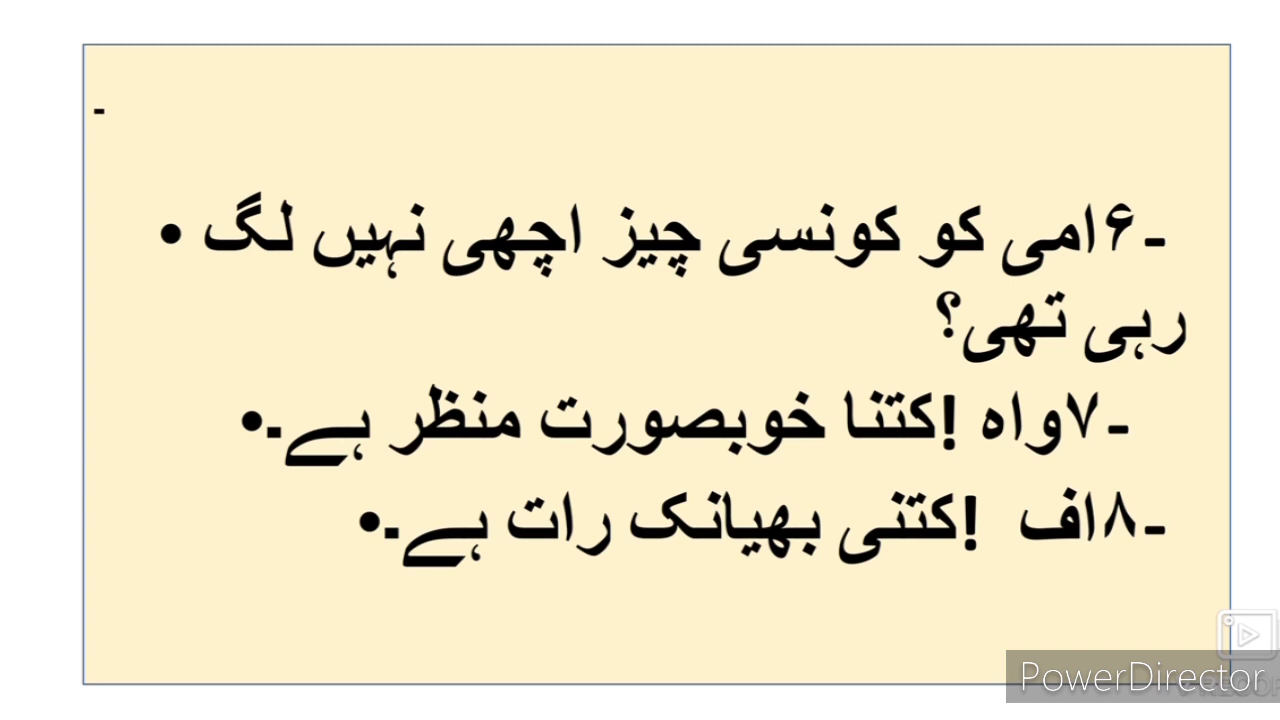 -
۶۔امی کو کونسی چیز اچھی نہیں لگ •
رہی تھی؟
۷۔واہ !کتنا خوبصورت منظر ہے۔•
۸۔اف !کتنی بھیانک رات ہے۔•
PowerDirector